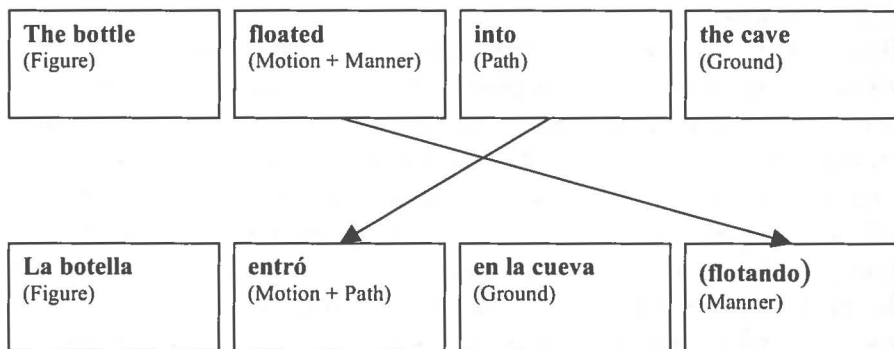 The bottle
(Figure)
floated
(Motion + Manner)
into
(Path)
the cave
(Ground)
La botella
(Figure)
entró
(Motion + Path)
en la cueva
(Ground)
(flotando)
(Manner)